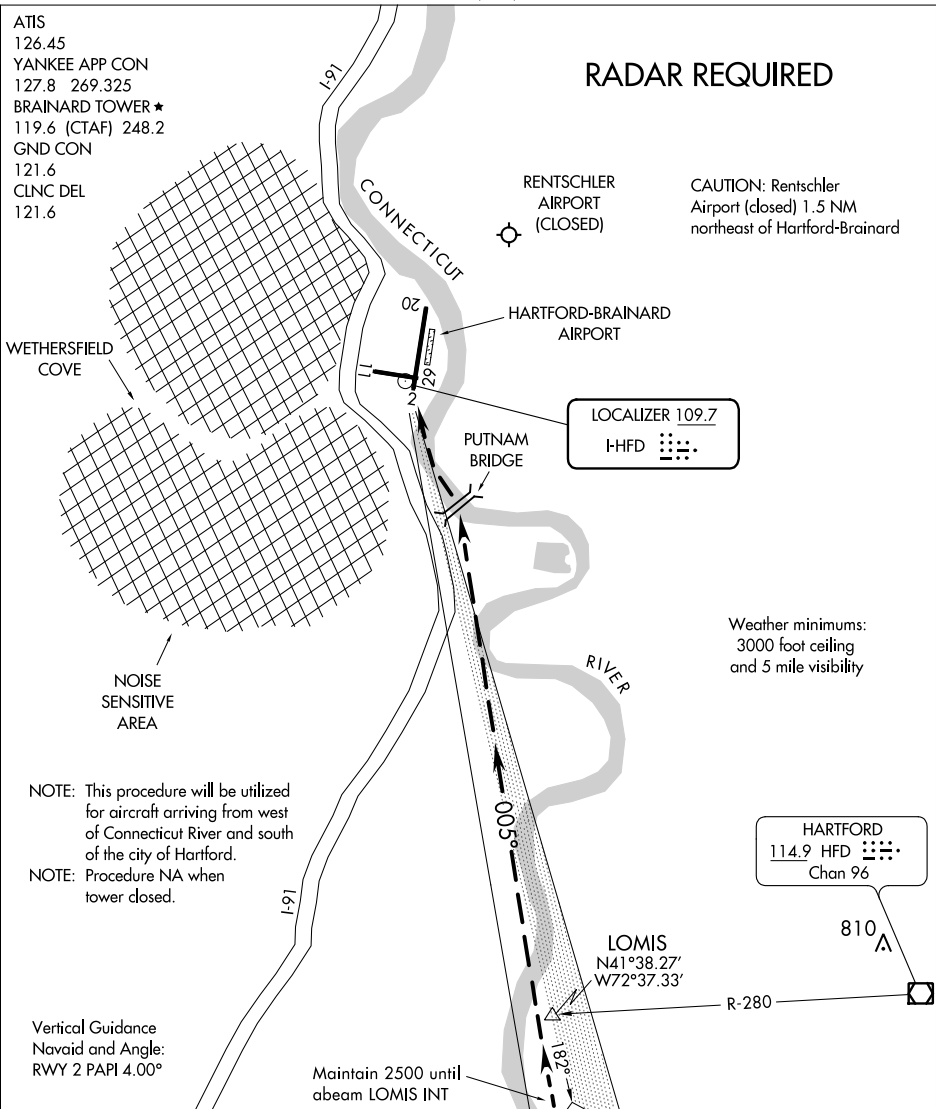 ATIS
126.45
YANKEE APP CON
127.8 269.325
BRAINARD TOWER ★
119.6 (CTAF) 248.2
GND CON
121.6
CLNC DEL
121.6
RADAR REQUIRED
I-91
CONNECTICUT
RENTSCHLER
AIRPORT
(CLOSED)
CAUTION: Rentschler
Airport (closed) 1.5 NM
northeast of Hartford-Brainard
20
HARTFORD-BRAINARD
AIRPORT
WETHERSFIELD
COVE
11
29
2
LOCALIZER 109.7
I-HFD
PUTNAM
BRIDGE
Weather minimums:
3000 foot ceiling
and 5 mile visibility
RIVER
NOISE
SENSITIVE
AREA
NOTE: This procedure will be utilized
for aircraft arriving from west
of Connecticut River and south
of the city of Hartford.
NOTE: Procedure NA when
tower closed.
005°
I-91
HARTFORD
114.9 HFD
Chan 96
810
LOMIS
N41°38.27'
W72°37.33'
R-280
182°
Vertical Guidance
Navaid and Angle:
RWY 2 PAPI 4.00°
Maintain 2500 until
abeam LOMIS INT